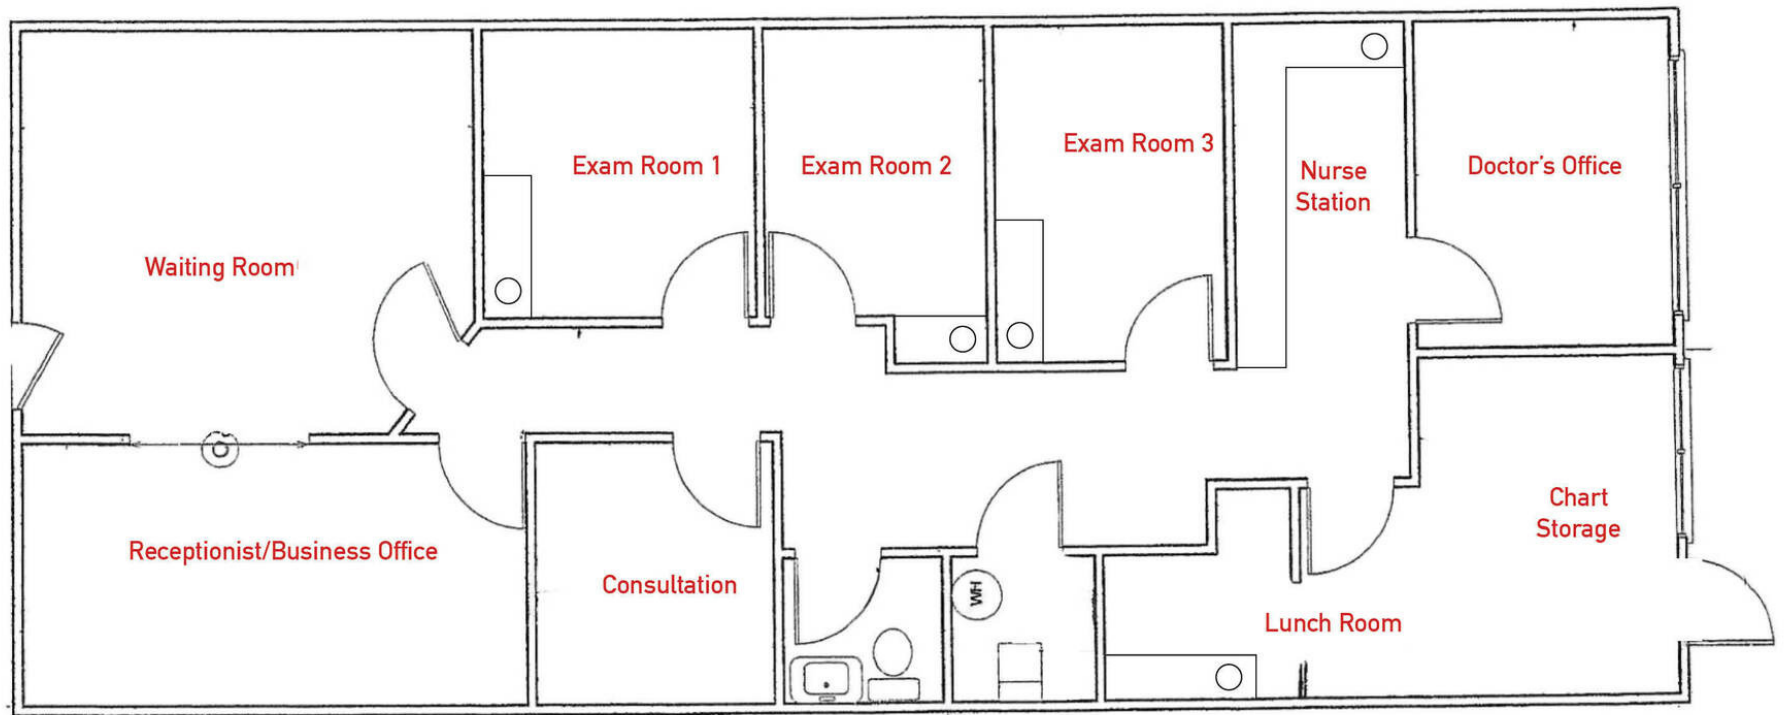 Exam Room 1
Exam Room 2
Exam Room 3
Nurse
Station
Doctor's Office
Waiting Room
Receptionist/Business Office
Consultation
WH
Lunch Room
Chart
Storage